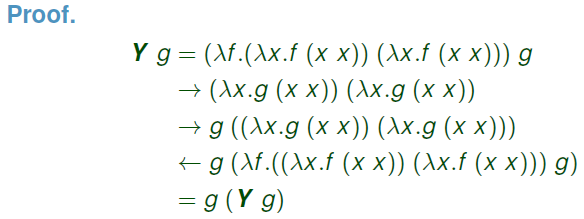 Proof.
Y g = (λf.(λx.f (x x)) (λx.f (x x))) g
→ (λx.g (x x)) (λx.g (x x))
→ g ((λx.g (x x)) (λx.g (x x)))
← g (λf.((λx.f (x x)) (λx.f (x x))) g)
= g (Y g)